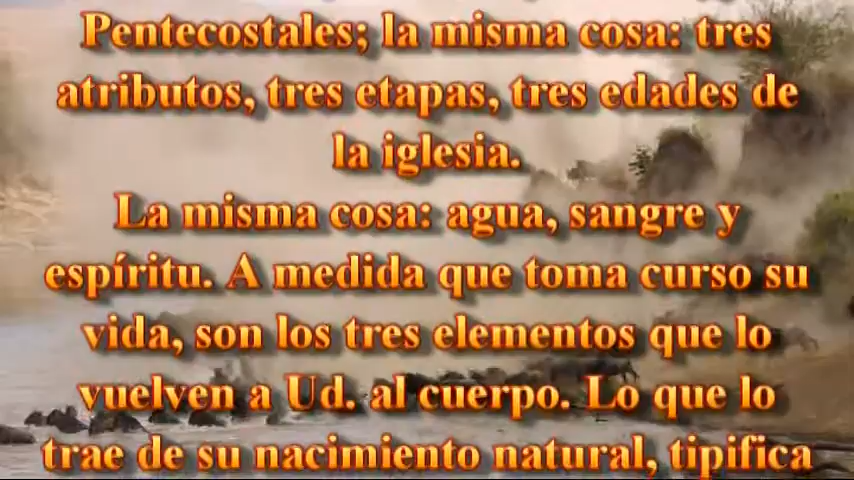 Pentecostales; la misma cosa: tres
atributos, tres etapas, tres edades de
la iglesia.
La misma cosa: agua, sangre y
espíritu. A medida que toma curso su
vida, son los tres elementos que lo
vuelven a Ud. al cuerpo. Lo que lo
trae de su nacimiento natural, tipifica